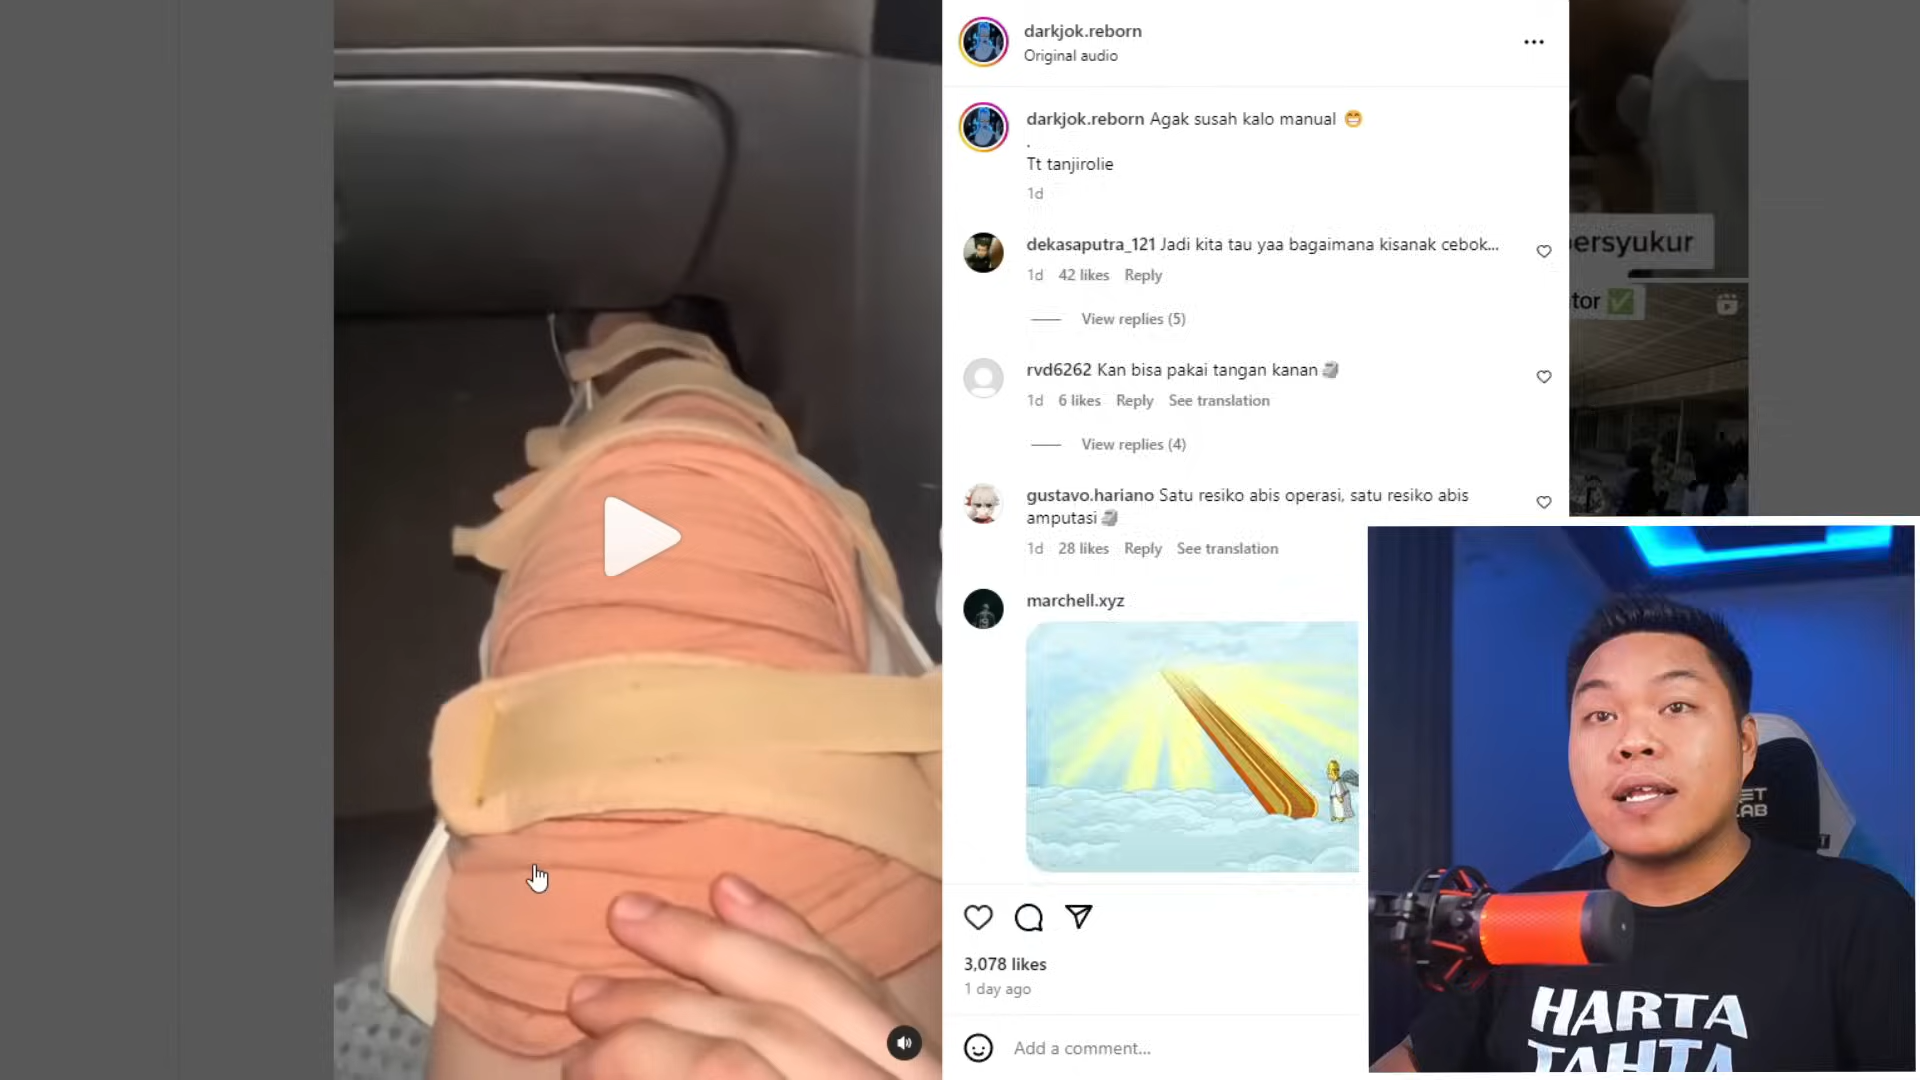 darkjok.reborn
Original audio
darkjok.reborn Agak susah kalo manual 😁
.
Tt tanjirolie
1d
dekasaputra_121 Jadi kita tau yaa bagaimana kisanak cebok...
1d 42 likes Reply
View replies (5)
rvd6262 Kan bisa pakai tangan kanan🗿
1d 6 likes Reply See translation
View replies (4)
gustavo.hariano Satu resiko abis operasi, satu resiko abis
amputasi🗿
1d 28 likes Reply See translation
marchell.xyz
3,078 likes
1 day ago
Add a comment...
bersyukur
tor ✅
HARTA
TAHTA